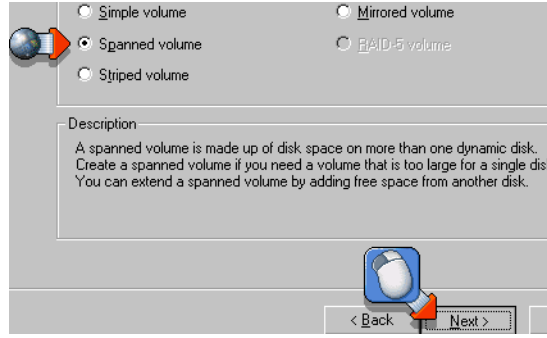 Simple volume
Mirrored volume
Spanned volume
RAID-5 volume
Striped volume
Description
A spanned volume is made up of disk space on more than one dynamic disk.
Create a spanned volume if you need a volume that is too large for a single
You can extend a spanned volume by adding free space from another disk.
< Back
Next >